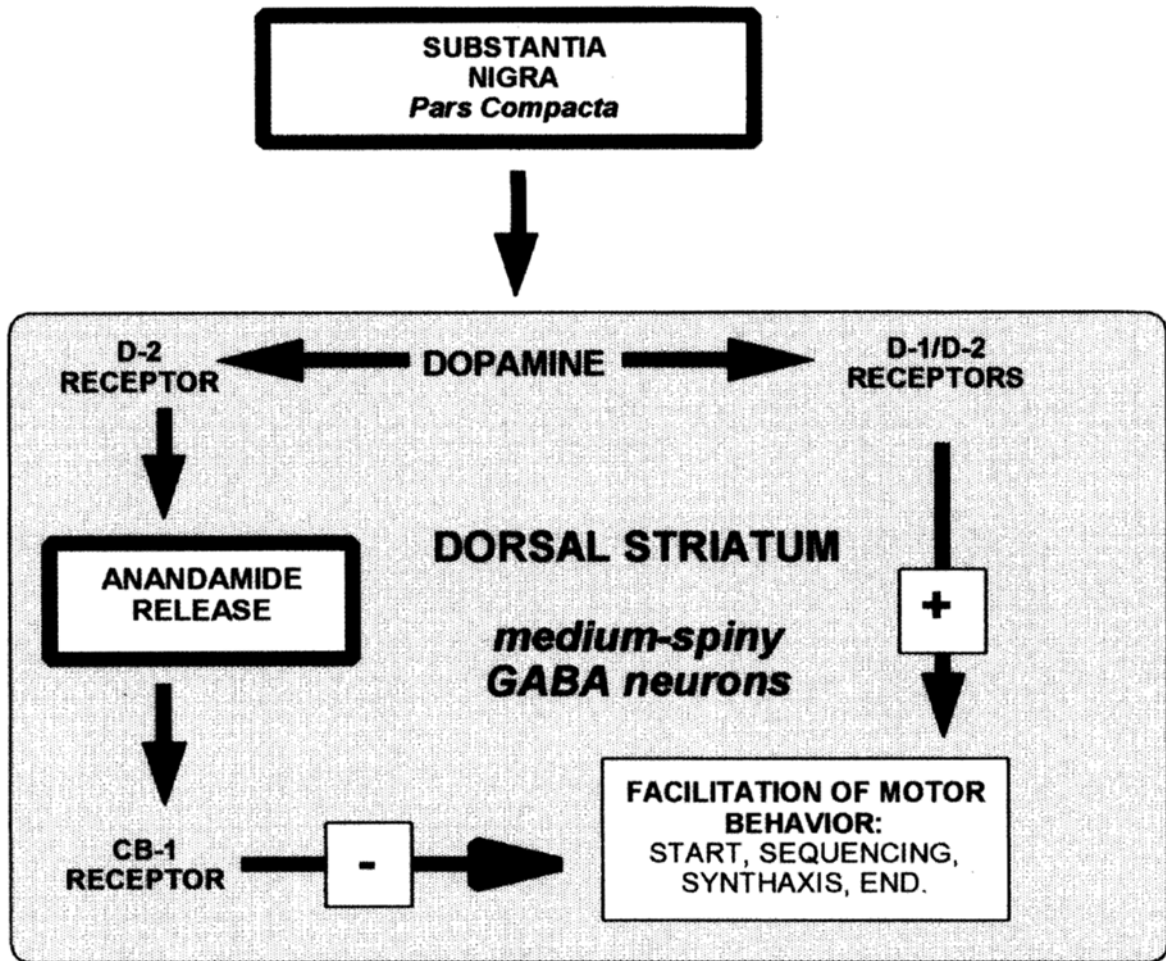 SUBSTANTIA
NIGRA
Pars Compacta
D-2
RECEPTOR
DOPAMINE
D-1/D-2
RECEPTORS
ANANDAMIDE
RELEASE
DORSAL STRIATUM
medium-spiny
GABA neurons
+
CB-1
RECEPTOR
-
FACILITATION OF MOTOR
BEHAVIOR:
START, SEQUENCING,
SYNTHAXIS, END.